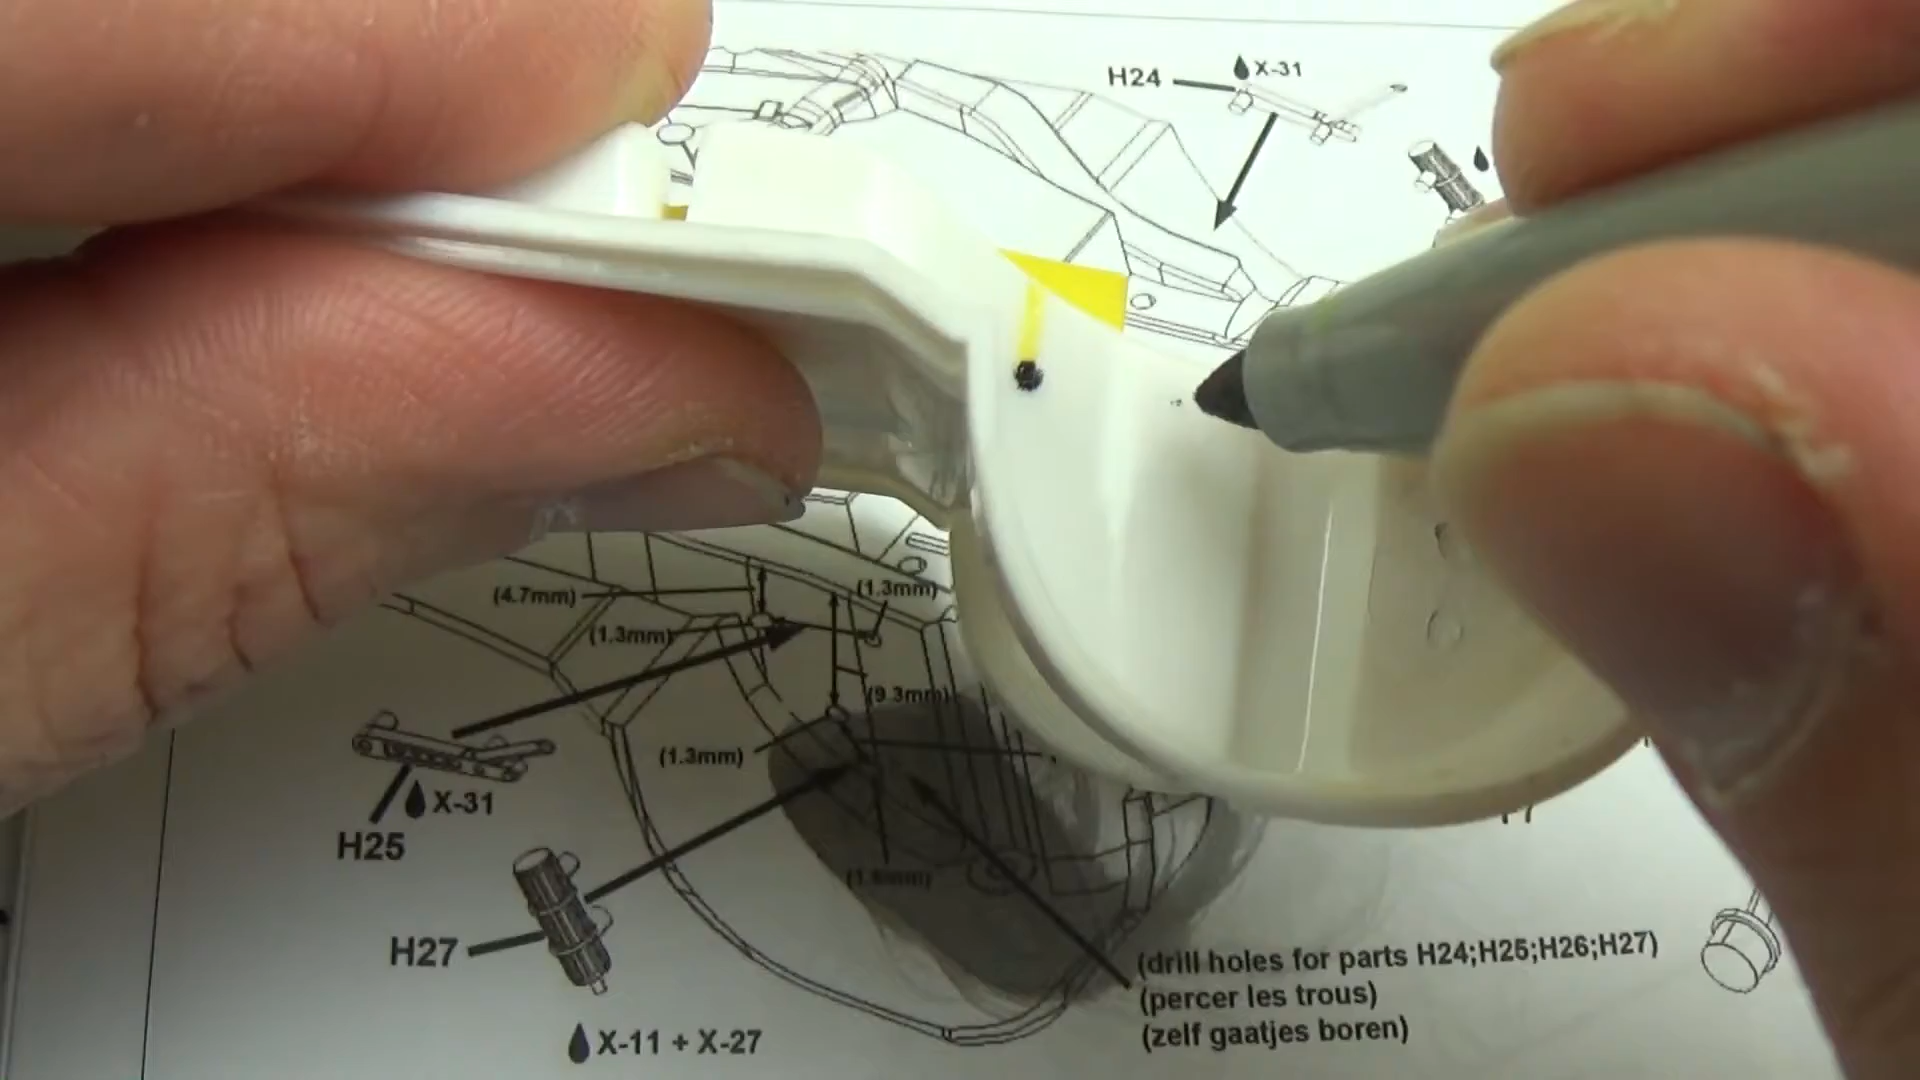 H24
X-31
(4.7mm)
(1.3mm)
(1.3mm)
(9.3mm)
(1.3mm)
X-31
H25
H27
(drill holes for parts H24;H25;H26;H27)
(percer les trous)
(zelf gaatjes boren)
X-11 + X-27